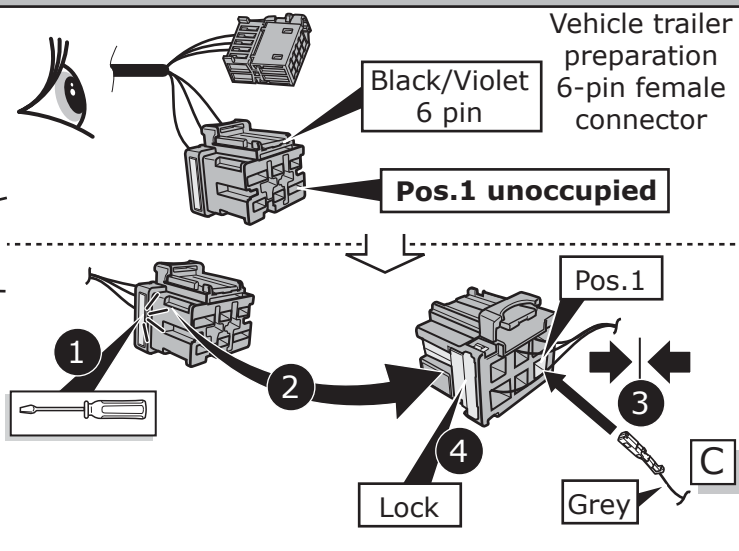 Vehicle trailer
preparation
6-pin female
connector
Black/Violet
6 pin
Pos.1 unoccupied
1
2
Pos.1
3
4
Lock
Grey
C